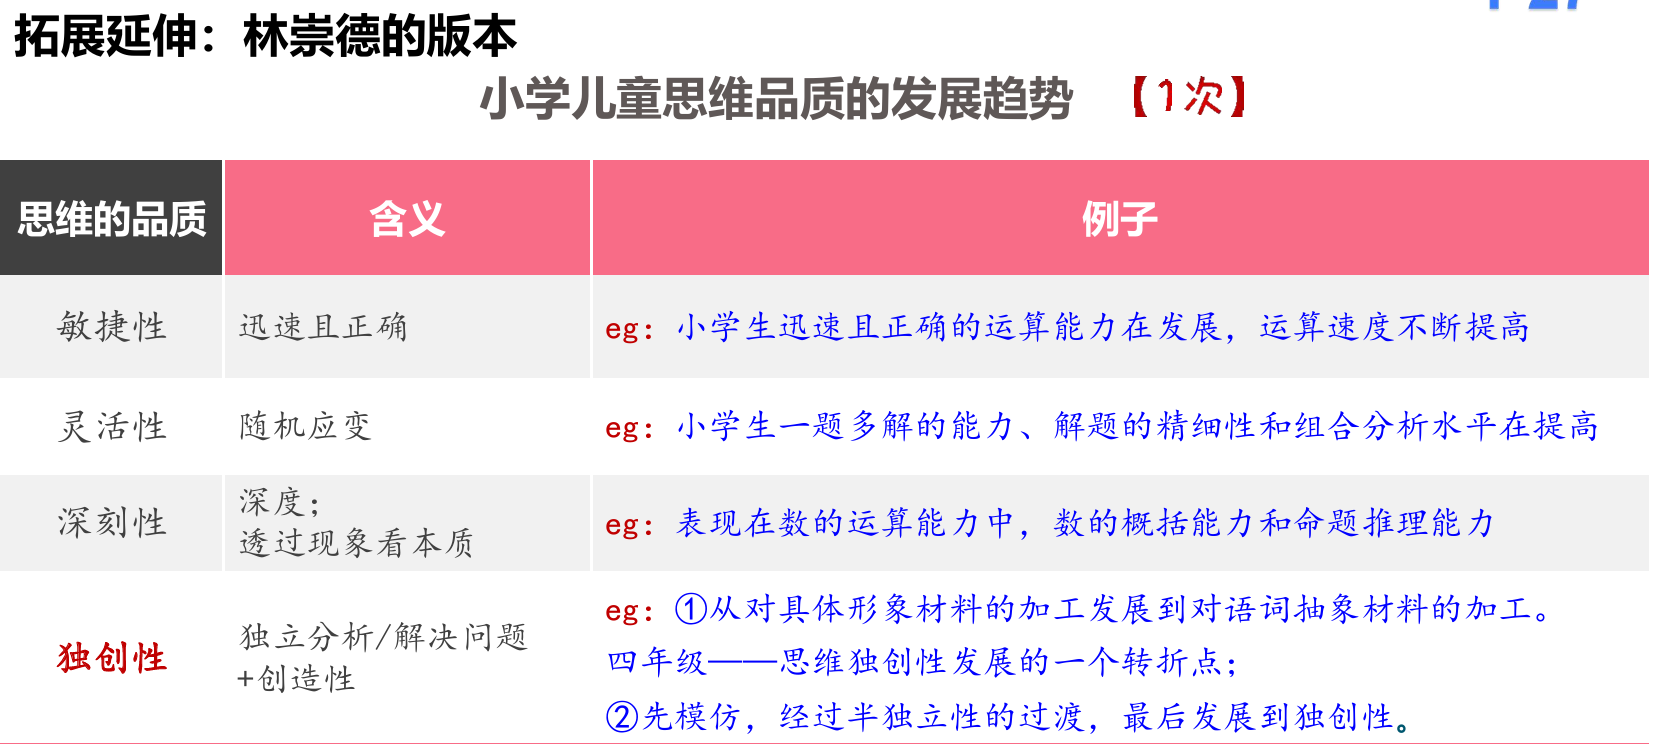 拓展延伸：林崇德的版本
小学儿童思维品质的发展趋势 【1次】
思维的品质 含义 例子
敏捷性 迅速且正确 eg：小学生迅速且正确的运算能力在发展，运算速度不断提高
灵活性 随机应变 eg：小学生一题多解的能力、解题的精细性和组合分析水平在提高
深刻性 深度；
透过现象看本质 eg：表现在数的运算能力中，数的概括能力和命题推理能力
独创性 独立分析/解决问题
+创造性
eg：①从对具体形象材料的加工发展到对语词抽象材料的加工。
四年级——思维独创性发展的一个转折点；
②先模仿，经过半独立性的过渡，最后发展到独创性。